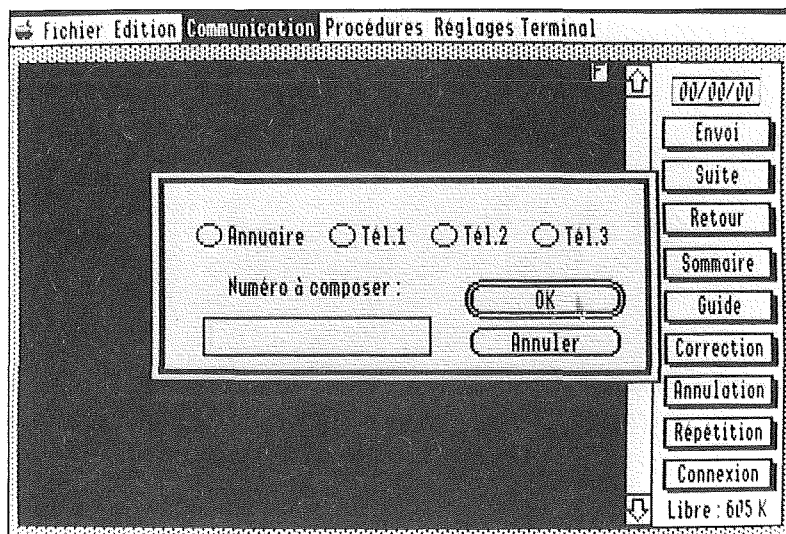 Fichier Edition Communication Procédures Réglages Terminal
F
00/00/00
Envoi
Suite
Retour
Sommaire
Guide
Correction
Annulation
Répétition
Connexion
Libre : 605 K
Annuaire Tél.1 Tél.2 Tél.3
Numéro à composer :
OK
Annuler